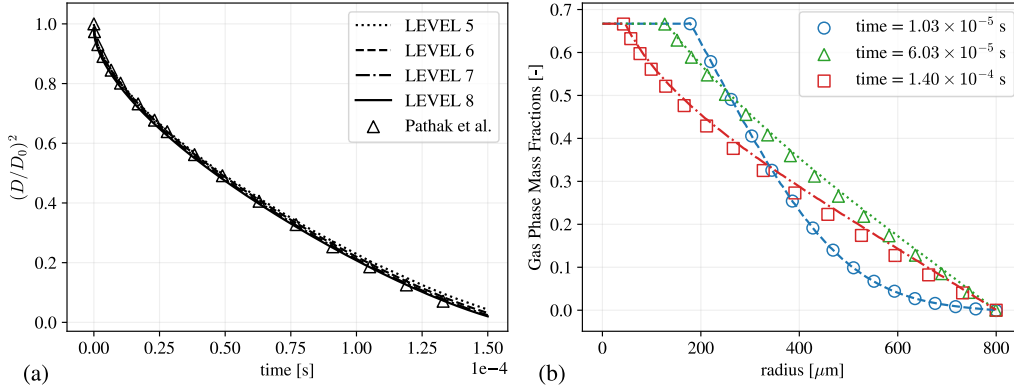 1.0
0.8
0.6
0.4
0.2
0.0
(D/D₀)²
0.00 0.25 0.50 0.75 1.00 1.25 1.50
1e−4
time [s]
LEVEL 5
LEVEL 6
LEVEL 7
LEVEL 8
Pathak et al.
(a)
0.7
0.6
0.5
0.4
0.3
0.2
0.1
0.0
Gas Phase Mass Fractions [-]
0 200 400 600 800
radius [μm]
time = 1.03 × 10⁻⁵ s
time = 6.03 × 10⁻⁵ s
time = 1.40 × 10⁻⁴ s
(b)